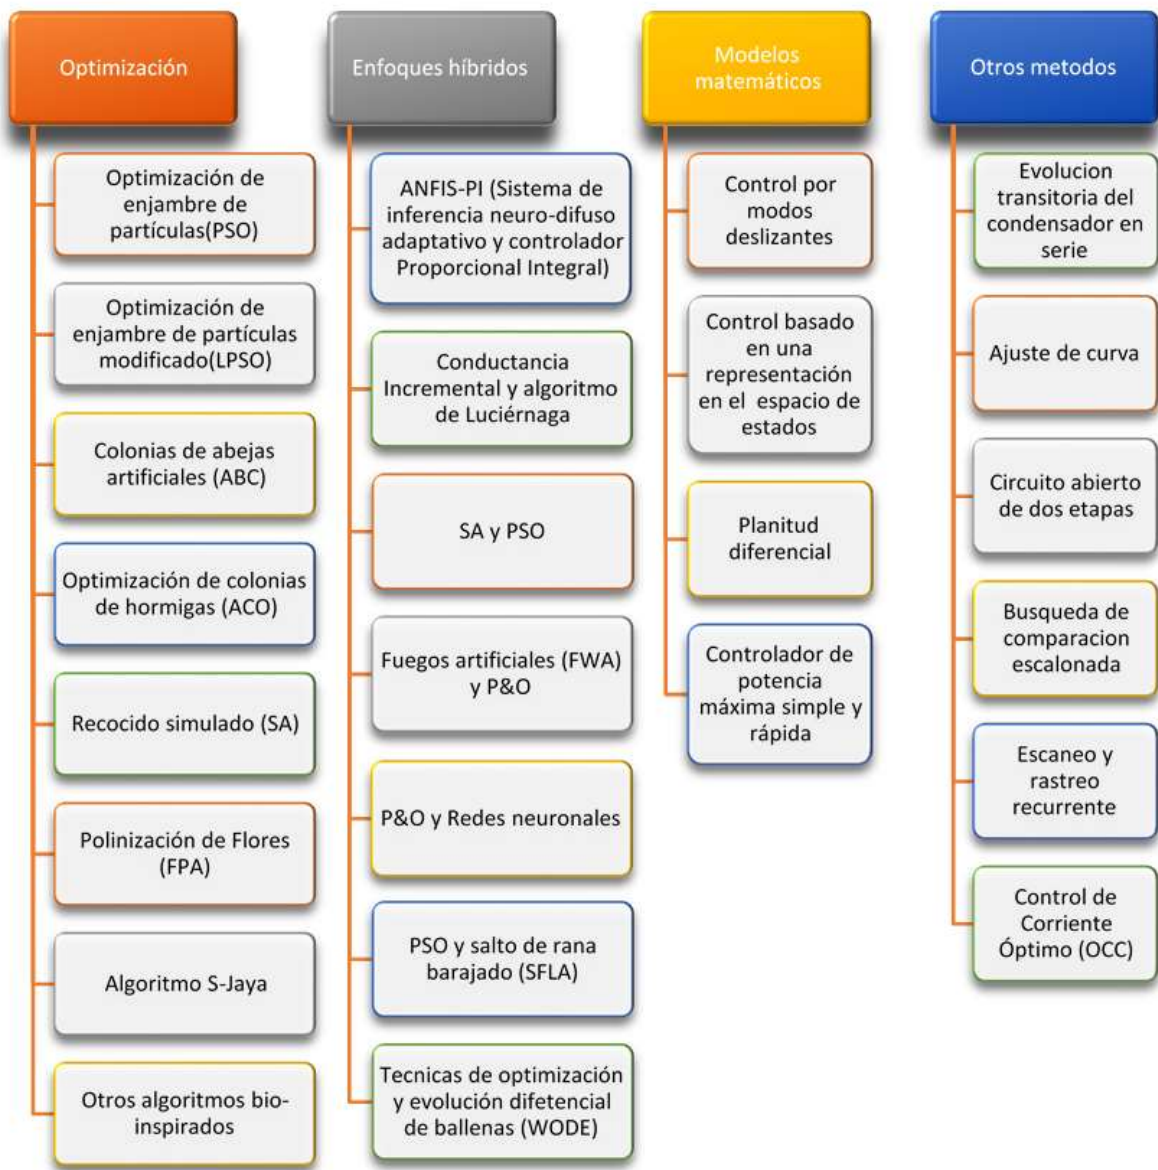 Optimización
Optimización de
enjambre de
partículas(PSO)
Optimización de
enjambre de partículas
modificado(LPSO)
Colonias de abejas
artificiales (ABC)
Optimización de colonias
de hormigas (ACO)
Recocido simulado (SA)
Polinización de Flores
(FPA)
Algoritmo S-Jaya
Otros algoritmos bio-
inspirados
Enfoques híbridos
ANFIS-PI (Sistema de
inferencia neuro-difuso
adaptativo y controlador
Proporcional Integral)
Conductancia
Incremental y algoritmo
de Luciérnaga
SA y PSO
Fuegos artificiales (FWA)
y P&O
P&O y Redes neuronales
PSO y salto de rana
barajado (SFLA)
Tecnicas de optimización
y evolución difetencial
de ballenas (WODE)
Modelos
matemáticos
Control por
modos
deslizantes
Control basado
en una
representación
en el espacio de
estados
Planitud
diferencial
Controlador de
potencia
máxima simple y
rápida
Otros metodos
Evolucion
transitoria del
condensador en
serie
Ajuste de curva
Circuito abierto
de dos etapas
Busqueda de
comparacion
escalonada
Escaneo y
rastreo
recurrente
Control de
Corriente
Óptimo (OCC)